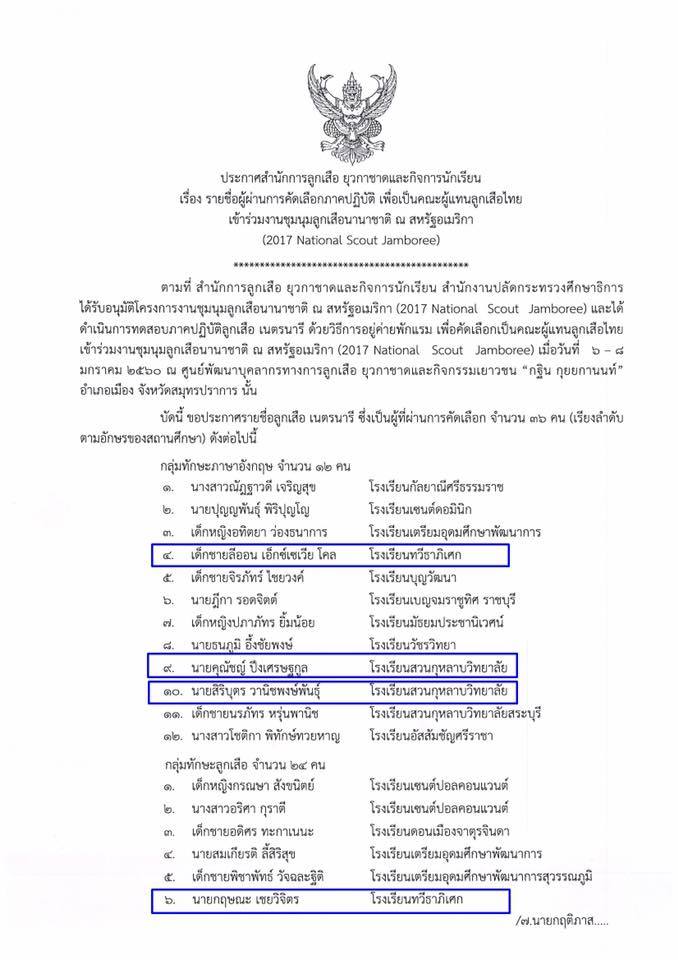 ประกาศสำนักการลูกเสือ ยุวกาชาดและกิจการนักเรียน
เรื่อง รายชื่อผู้ผ่านการคัดเลือกภาคปฏิบัติ เพื่อเป็นคณะผู้แทนลูกเสือไทย
เข้าร่วมงานชุมนุมลูกเสือนานาชาติ ณ สหรัฐอเมริกา
(2017 National Scout Jamboree)
*********************************************
ตามที่ สำนักการลูกเสือ ยุวกาชาดและกิจการนักเรียน สำนักงานปลัดกระทรวงศึกษาธิการ
ได้รับอนุมัติโครงการงานชุมนุมลูกเสือนานาชาติ ณ สหรัฐอเมริกา (2017 National Scout Jamboree) และได้
ดำเนินการทดสอบภาคปฏิบัติลูกเสือ เนตรนารี ด้วยวิธีการอยู่ค่ายพักแรม เพื่อคัดเลือกเป็นคณะผู้แทนลูกเสือไทย
เข้าร่วมงานชุมนุมลูกเสือนานาชาติ ณ สหรัฐอเมริกา (2017 National Scout Jamboree) เมื่อวันที่ ๖ – ๘
มกราคม ๒๕๖๐ ณ ศูนย์พัฒนาบุคลากรทางการลูกเสือ ยุวกาชาดและกิจกรรมเยาวชน “กฐิน กุยยกานนท์”
อำเภอเมือง จังหวัดสมุทรปราการ นั้น
บัดนี้ ขอประกาศรายชื่อลูกเสือ เนตรนารี ซึ่งเป็นผู้ที่ผ่านการคัดเลือก จำนวน ๓๖ คน (เรียงลำดับ
ตามอักษรของสถานศึกษา) ดังต่อไปนี้
กลุ่มทักษะภาษาอังกฤษ จำนวน ๑๒ คน
๑. นางสาวณัฏฐาวดี เจริญสุข โรงเรียนกัลยาณีศรีธรรมราช
๒. นายปุญญพันธุ์ พิริปุญโญ โรงเรียนเซนต์ดอมินิก
๓. เด็กหญิงอทิตยา ว่องธนาการ โรงเรียนเตรียมอุดมศึกษาพัฒนาการ
๔. เด็กชายลีออน เอ็กซ์เซเวีย โคล โรงเรียนทวีธาภิเศก
๕. เด็กชายจิรภัทร์ ไชยวงค์ โรงเรียนบุญวัฒนา
๖. นายฎีกา รอดจิตต์ โรงเรียนเบญจมราชูทิศ ราชบุรี
๗. เด็กหญิงปภาภัทร ยิ้มน้อย โรงเรียนมัธยมประชานิเวศน์
๘. นายธนภูมิ อึ้งชัยพงษ์ โรงเรียนวัชรวิทยา
๙. นายคุณัชญ์ ปึงเศรษฐกูล โรงเรียนสวนกุหลาบวิทยาลัย
๑๐. นายสิริบุตร วานิชพงษ์พันธุ์ โรงเรียนสวนกุหลาบวิทยาลัย
๑๑. เด็กชายนรภัทร หรุ่นพานิช โรงเรียนสวนกุหลาบวิทยาลัยสระบุรี
๑๒. นางสาวโชติกา พิทักษ์ทวยหาญ โรงเรียนอัสสัมชัญศรีราชา
กลุ่มทักษะลูกเสือ จำนวน ๒๔ คน
๑. เด็กหญิงกรณษา สังขนิตย์ โรงเรียนเซนต์ปอลคอนแวนต์
๒. นางสาวอริศา กุราตี โรงเรียนเซนต์ปอลคอนแวนต์
๓. เด็กชายอดิศร ทะกาเนนะ โรงเรียนดอนเมืองจาตุรจินดา
๔. นายสมเกียรติ ลี้สิริสุข โรงเรียนเตรียมอุดมศึกษาพัฒนาการ
๕. เด็กชายพิชาพัทธ์ วัจฉละฐิติ โรงเรียนเตรียมอุดมศึกษาพัฒนาการสุวรรณภูมิ
๖. นายกฤษณะ เชยวิจิตร โรงเรียนทวีธาภิเศก
/๗.นายกฤติภาส.....